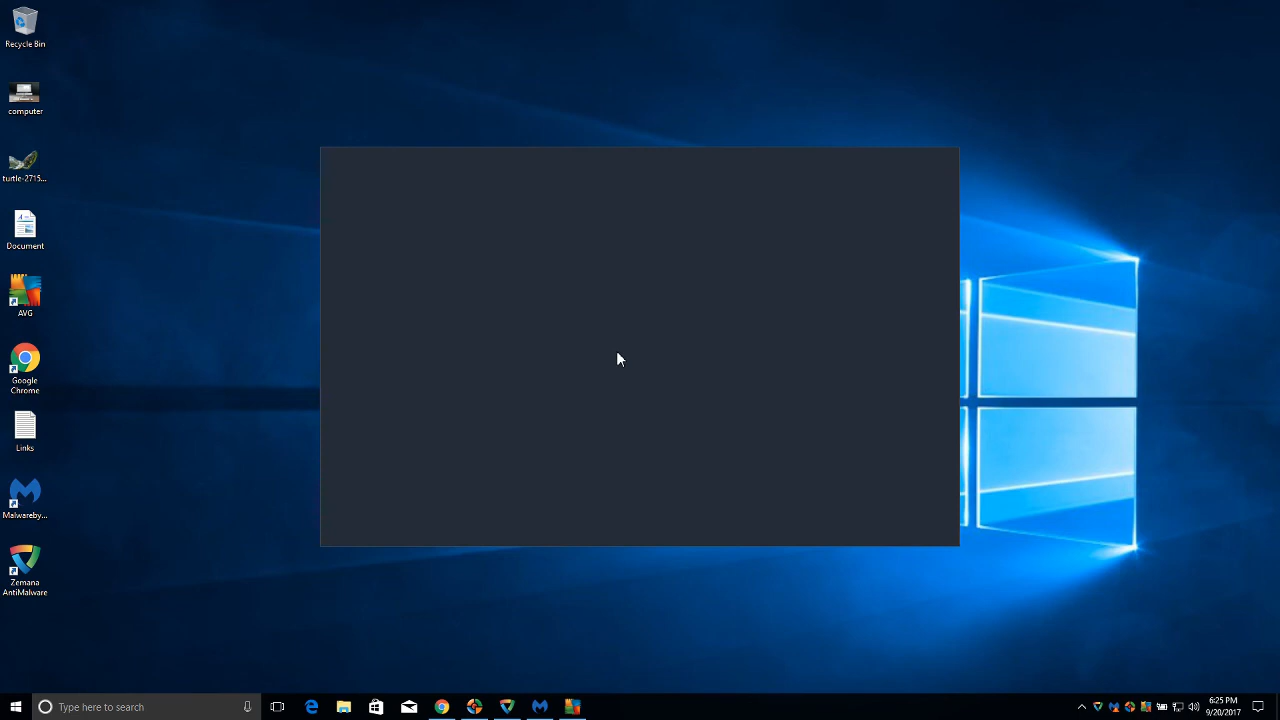 Recycle Bin
computer
turtle-2715...
Document
AVG
Google
Chrome
Links
Malwareby...
Zemana
AntiMalware
Type here to search
6:25 PM
9/20/2017